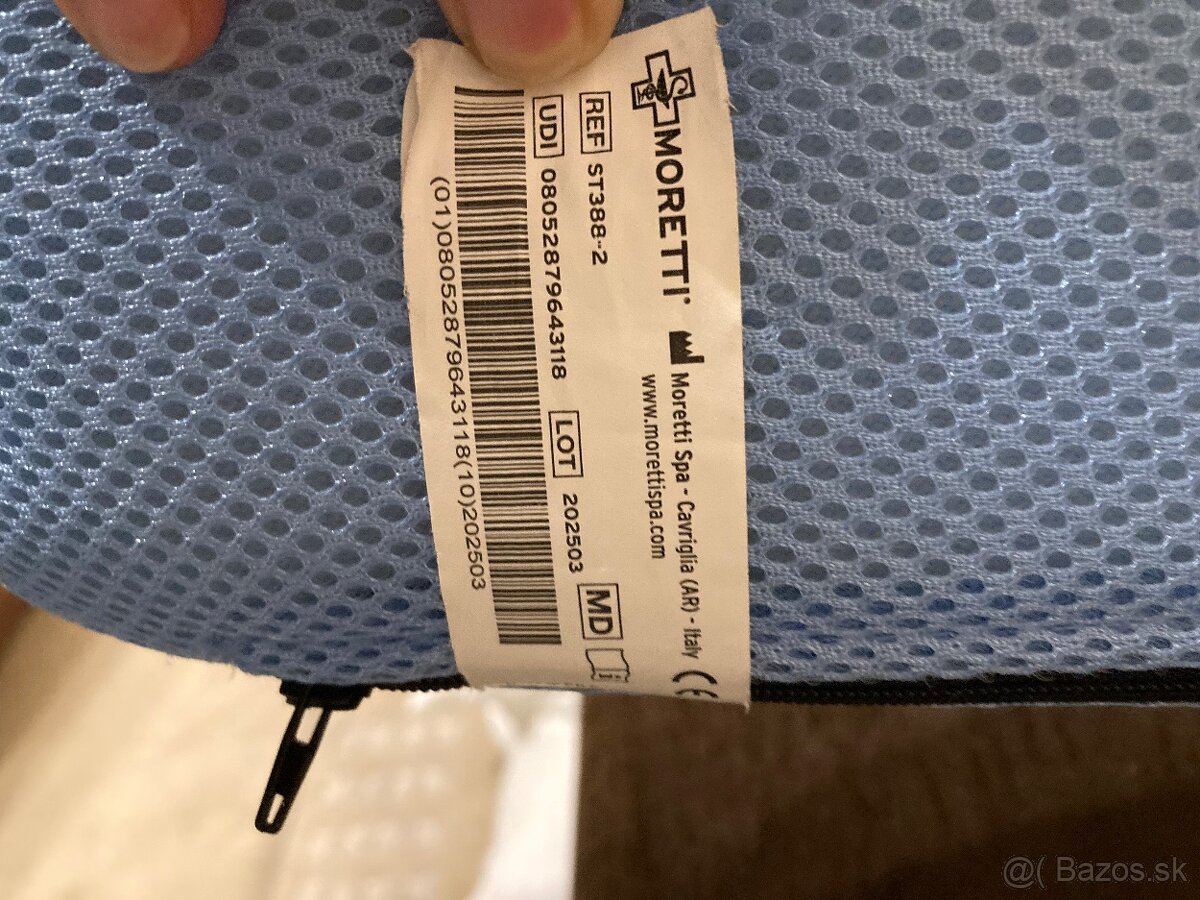 MORETTI®
Moretti Spa - Cavriglia (AR) - Italy
www.morettispa.com
REF ST388-2
UDI 08052879643118 LOT 202503 MD
(01)08052879643118(10)202503
CE
@( Bazos.sk